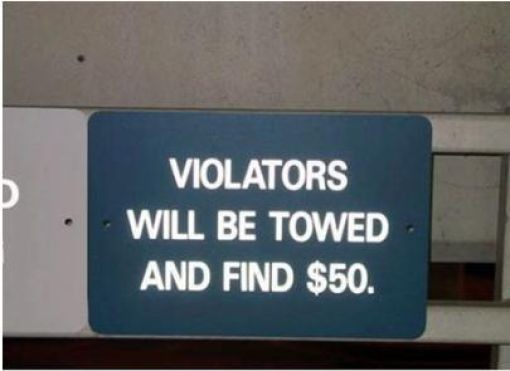 VIOLATORS
WILL BE TOWED
AND FIND $50.